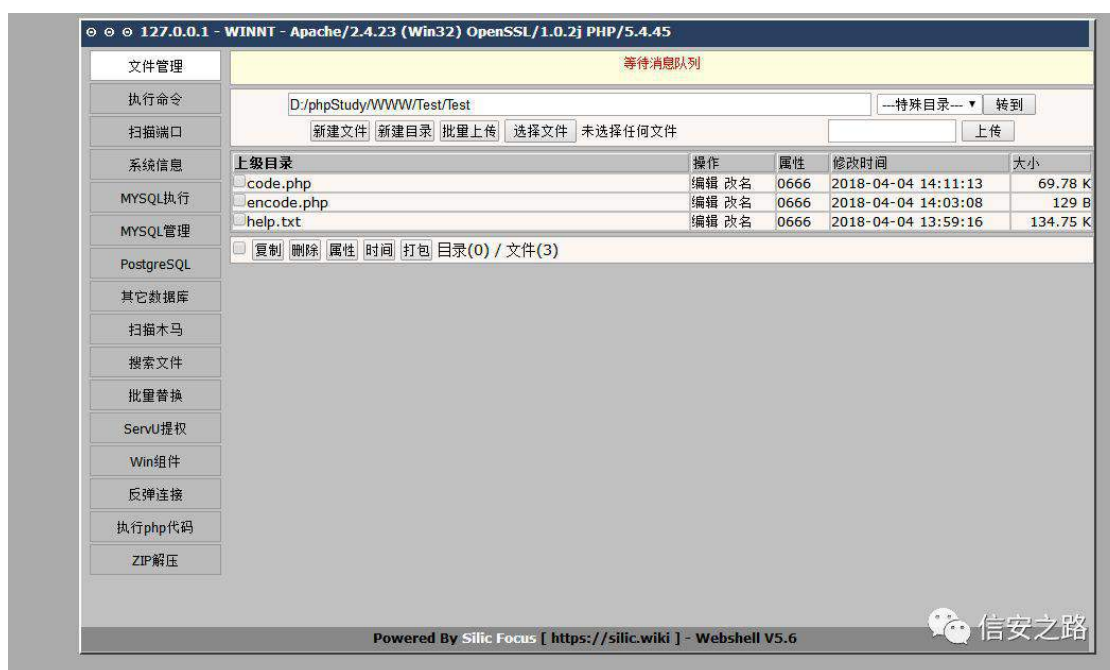 ⊙ ⊙ ⊙ 127.0.0.1 - WINNT - Apache/2.4.23 (Win32) OpenSSL/1.0.2j PHP/5.4.45
文件管理
等待消息队列
执行命令
D:/phpStudy/WWW/Test/Test ---特殊目录--- ▼ 转到
扫描端口
新建文件 新建目录 批量上传 选择文件 未选择任何文件 上传
系统信息
上级目录 操作 属性 修改时间 大小
code.php 编辑 改名 0666 2018-04-04 14:11:13 69.78 K
MYSQL执行
encode.php 编辑 改名 0666 2018-04-04 14:03:08 129 B
help.txt 编辑 改名 0666 2018-04-04 13:59:16 134.75 K
MYSQL管理
复制 删除 属性 时间 打包 目录(0) / 文件(3)
PostgreSQL
其它数据库
扫描木马
搜索文件
批里替换
ServU提权
Win组件
反弹连接
执行php代码
ZIP解压
Powered By Silic Focus [ https://silic.wiki ] - Webshell V5.6
信安之路